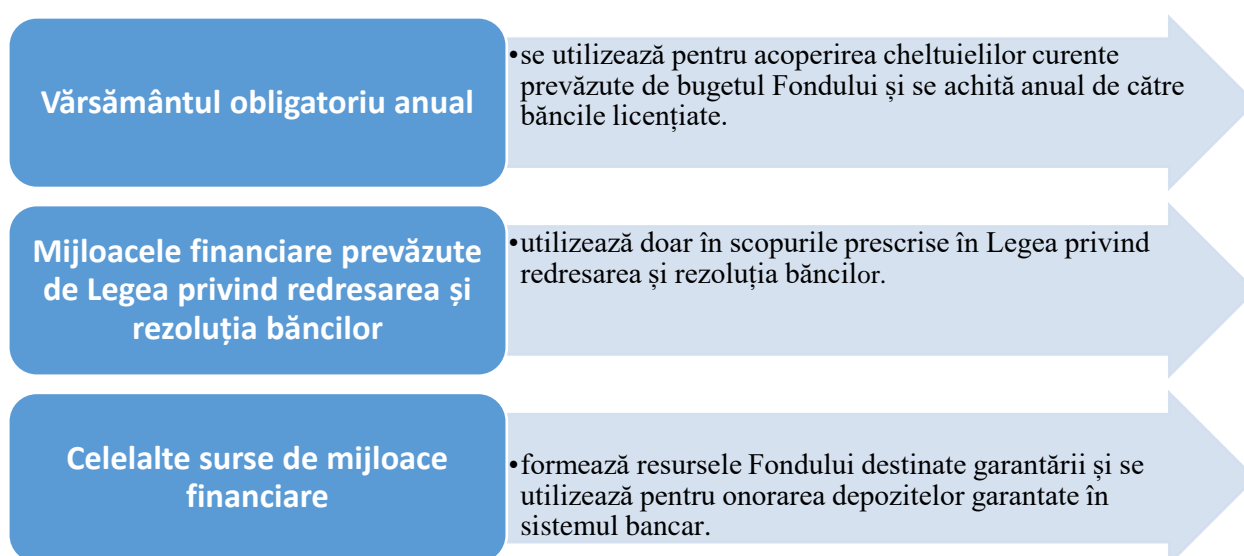 Vărsământul obligatoriu anual
•se utilizează pentru acoperirea cheltuielilor curente
prevăzute de bugetul Fondului și se achită anual de către
băncile licențiate.
Mijloacele financiare prevăzute
de Legea privind redresarea și
rezoluția băncilor
•utilizează doar în scopurile prescrise în Legea privind
redresarea și rezoluția băncilor.
Celelalte surse de mijloace
financiare
•formează resursele Fondului destinate garantării și se
utilizează pentru onorarea depozitelor garantate în
sistemul bancar.